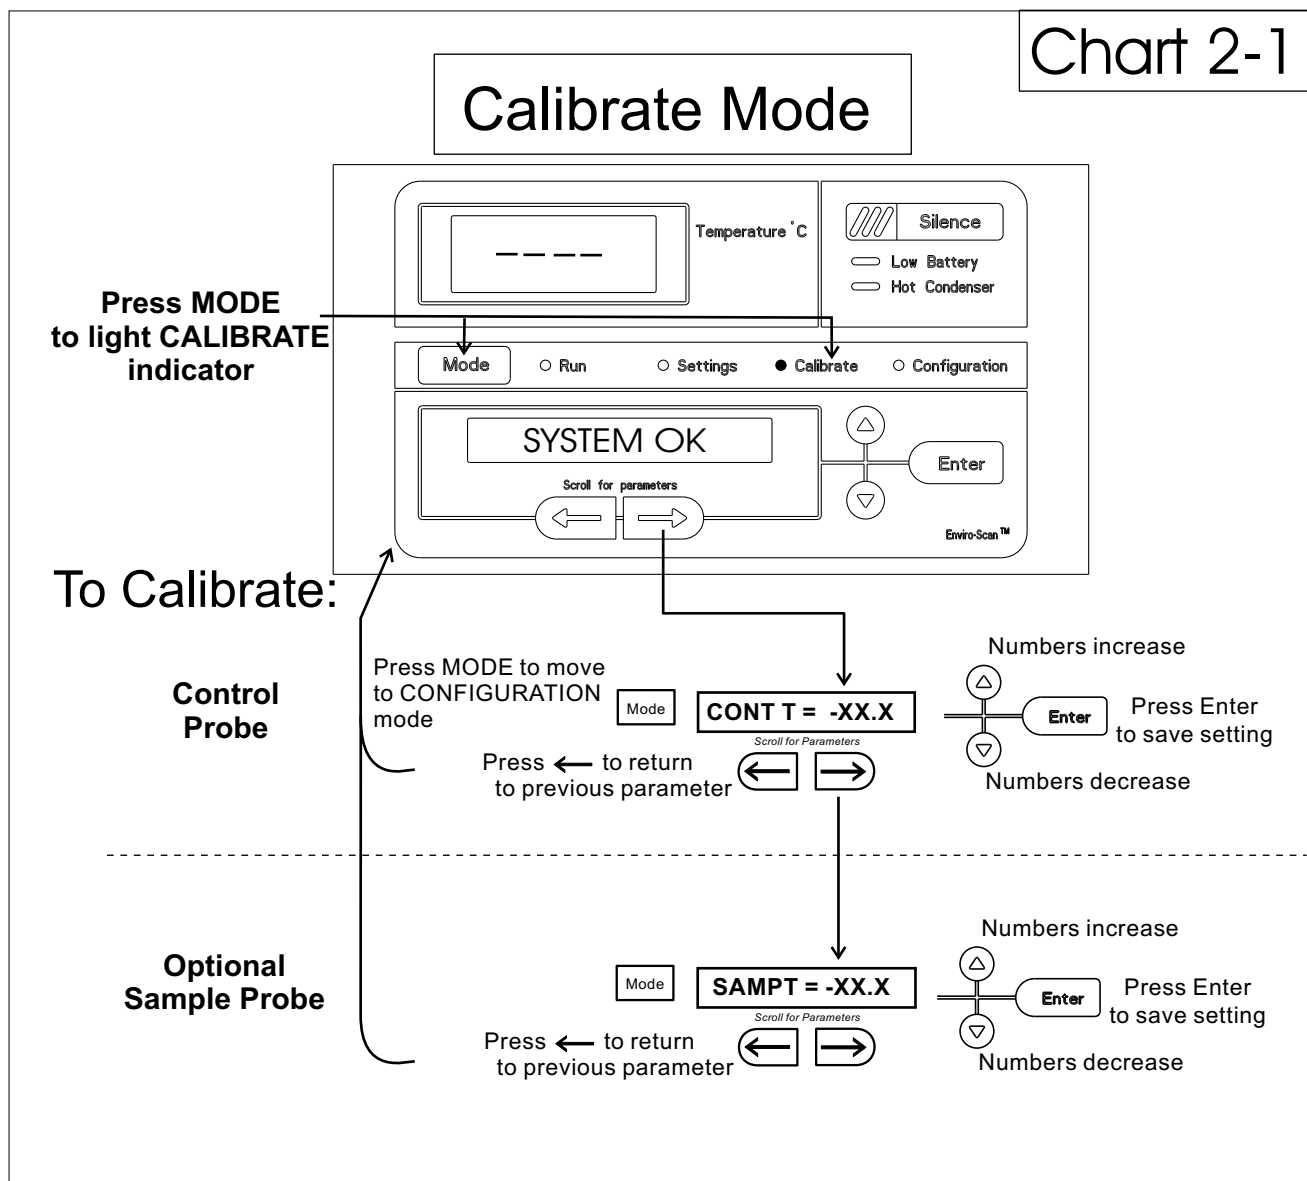 Chart 2-1
Calibrate Mode
Temperature °C
Silence
Low Battery
Hot Condenser
Press MODE
to light CALIBRATE
indicator
Mode
Run
Settings
Calibrate
Configuration
SYSTEM OK
Scroll for parameters
Enter
Enviro-Scan™
To Calibrate:
Control
Probe
Press MODE to move
to CONFIGURATION
mode
Mode
CONT T = -XX.X
Scroll for Parameters
Press ← to return
to previous parameter
Numbers increase
Enter
Press Enter
to save setting
Numbers decrease
Optional
Sample Probe
Mode
SAMPT = -XX.X
Scroll for Parameters
Press ← to return
to previous parameter
Numbers increase
Enter
Press Enter
to save setting
Numbers decrease